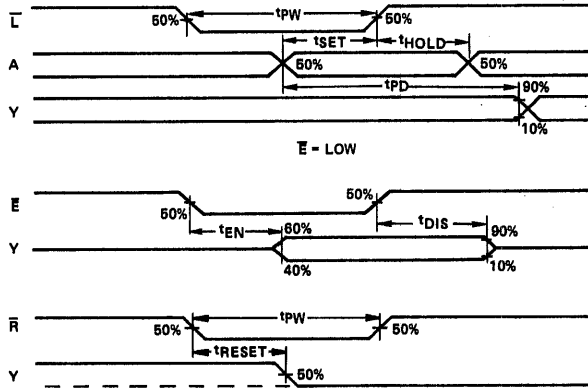 L̅ 50% tPW 50%
tSET tHOLD
A 50% 50%
tPD 90%
Y 10%
E̅ = LOW
E̅ 50% 50%
tEN 60% tDIS 90%
Y 40% 10%
R̅ 50% tPW 50%
tRESET
Y 50%